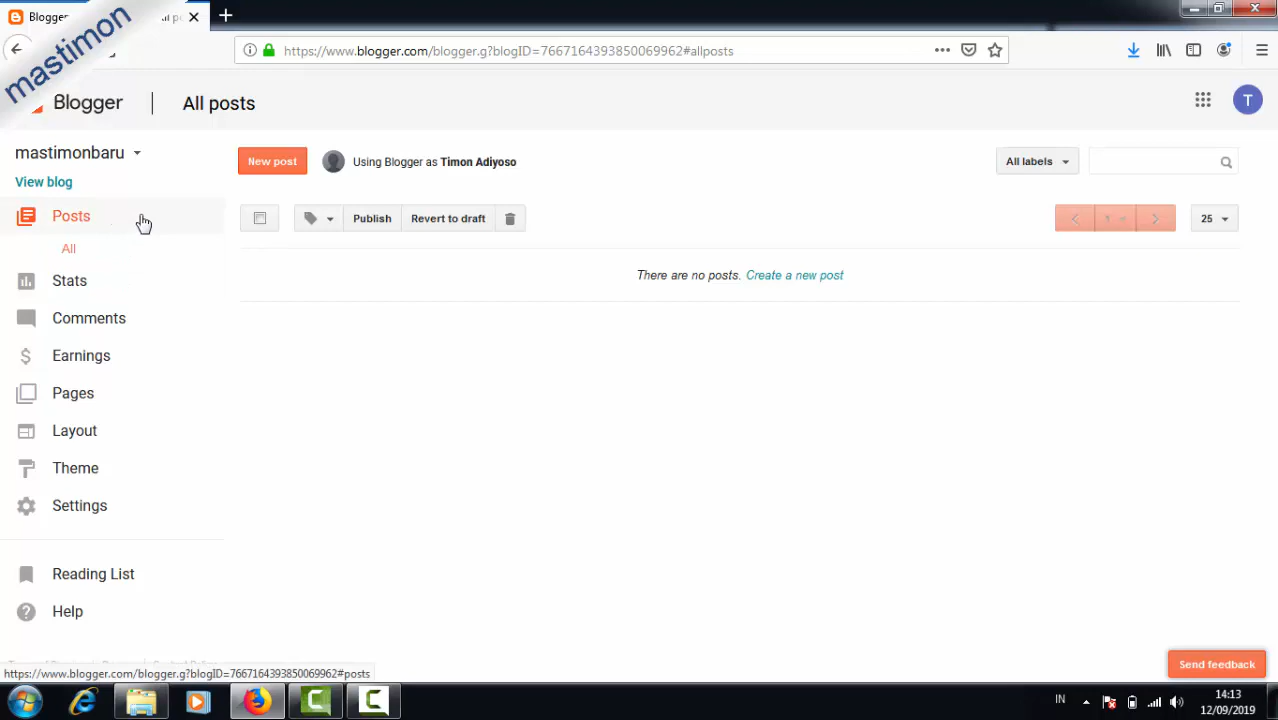 Blogger
mastimon
https://www.blogger.com/blogger.g?blogID=7667164393850069962#allposts
Blogger
All posts
T
mastimonbaru
View blog
New post
Using Blogger as Timon Adiyoso
All labels
Posts
Publish
Revert to draft
1
25
All
There are no posts. Create a new post
Stats
Comments
Earnings
Pages
Layout
Theme
Settings
Reading List
Help
Send feedback
https://www.blogger.com/blogger.g?blogID=7667164393850069962#posts
IN
14:13
12/09/2019